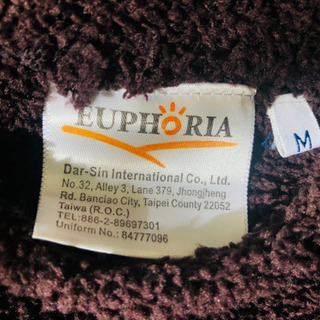 EUPHORIA
M
Dar-Sin International Co., Ltd.
No.32, Alley 3, Lane 379, Jhongjheng
Rd. Banciao City, Taipei County 22052
Taiwa (R.O.C.)
TEL:886-2-89697301
Uniform No.: 84777096